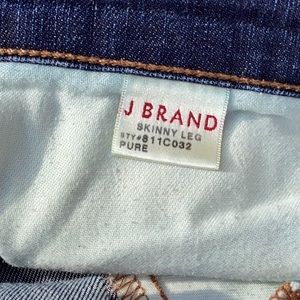 J BRAND
SKINNY LEG
STY#811C032
PURE